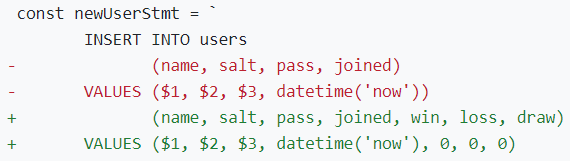 const newUserStmt = `
INSERT INTO users
- (name, salt, pass, joined)
- VALUES ($1, $2, $3, datetime('now'))
+ (name, salt, pass, joined, win, loss, draw)
+ VALUES ($1, $2, $3, datetime('now'), 0, 0, 0)